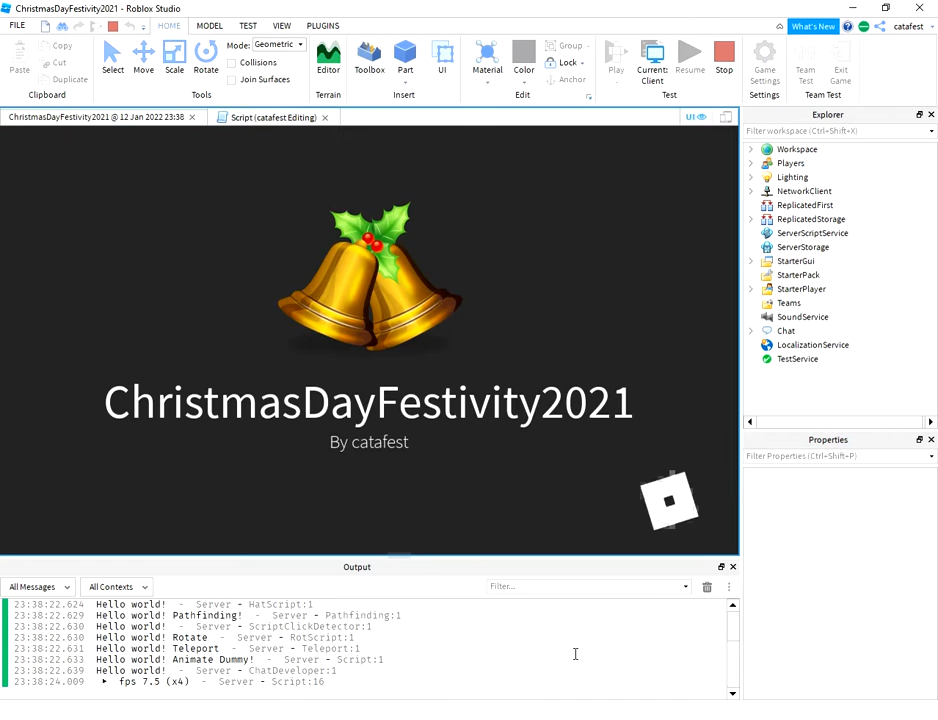 ChristmasDayFestivity2021 - Roblox Studio
FILE HOME MODEL TEST VIEW PLUGINS What's New catafest
Paste Copy Cut Duplicate Select Move Scale Rotate Mode: Geometric Collisions Join Surfaces Editor Toolbox Part UI Material Color Group Lock Anchor Play Current: Client Resume Stop Game Settings Team Test Exit Game
Clipboard Tools Terrain Insert Edit Test Settings Team Test
ChristmasDayFestivity2021 @ 12 Jan 2022 23:38 Script (catafest Editing) UI
Explorer
Filter workspace (Ctrl+Shift+X)
Workspace
Players
Lighting
NetworkClient
ReplicatedFirst
ReplicatedStorage
ServerScriptService
ServerStorage
StarterGui
StarterPack
StarterPlayer
Teams
SoundService
Chat
LocalizationService
TestService
ChristmasDayFestivity2021
By catafest
Properties
Filter Properties (Ctrl+Shift+P)
Output
All Messages All Contexts Filter...
23:38:22.624 Hello world! - Server - HatScript:1
23:38:22.629 Hello world! Pathfinding! - Server - Pathfinding:1
23:38:22.630 Hello world! - Server - ScriptClickDetector:1
23:38:22.630 Hello world! Rotate - Server - RotScript:1
23:38:22.631 Hello world! Teleport - Server - Teleport:1
23:38:22.633 Hello world! Animate Dummy! - Server - Script:1
23:38:22.639 Hello world! - Server - ChatDeveloper:1
23:38:24.009 fps 7.5 (x4) - Server - Script:16